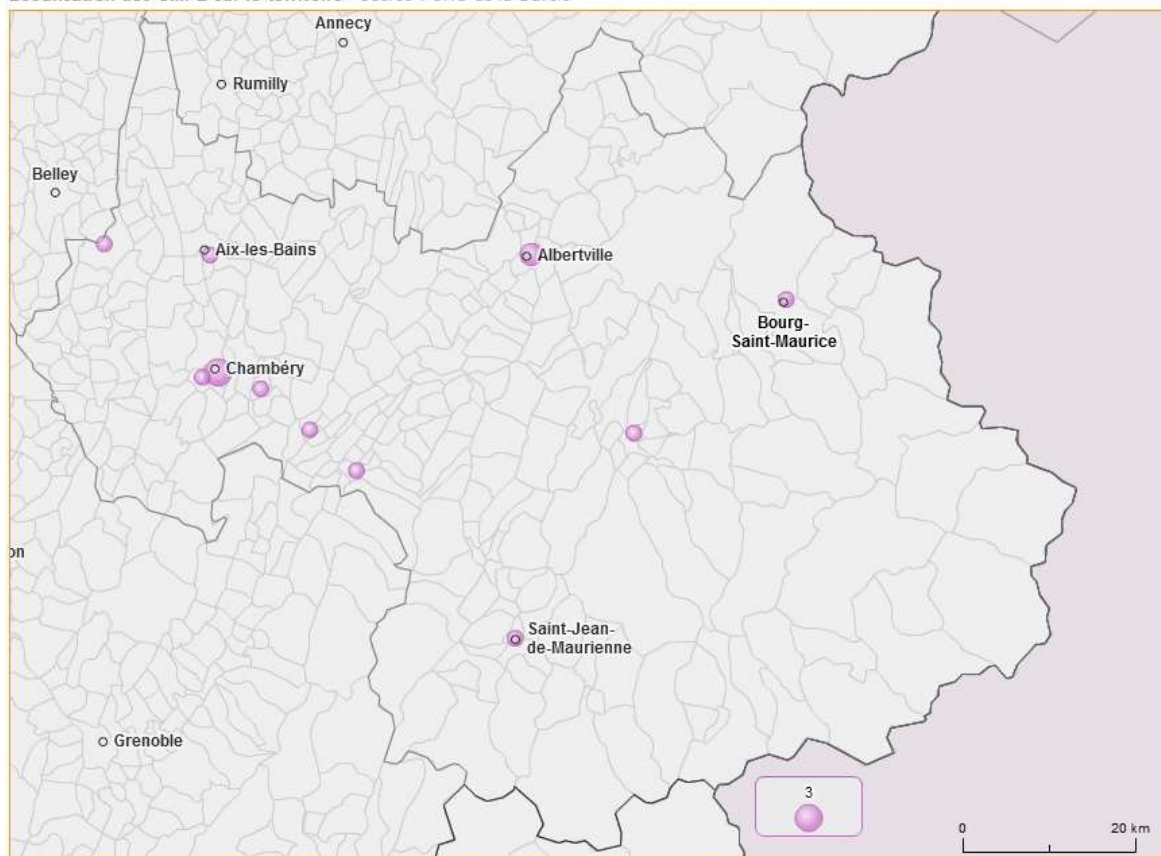 Annecy
Rumilly
Belley
Aix-les-Bains
Albertville
Bourg-
Saint-Maurice
Chambéry
on
Saint-Jean-
de-Maurienne
Grenoble
3
0 20 km